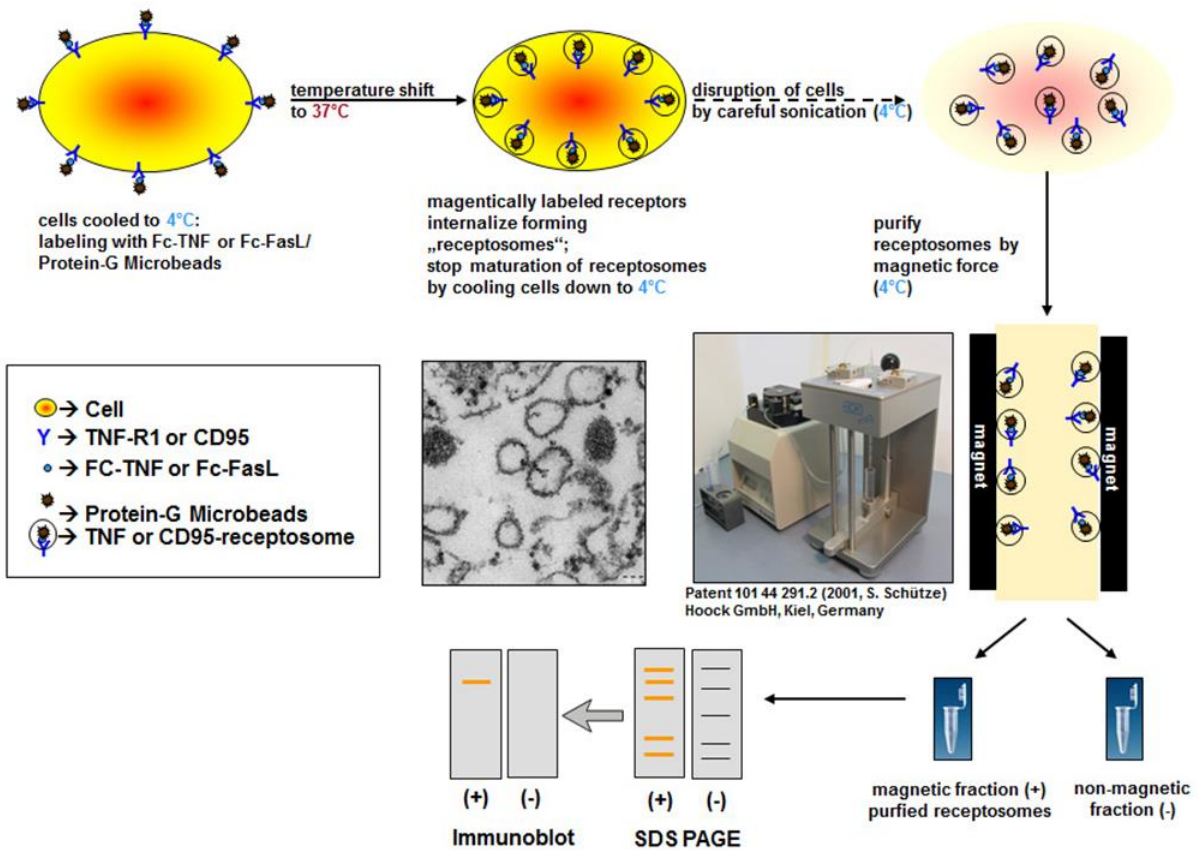 temperature shift
to 37°C
disruption of cells
by careful sonication (4°C)
cells cooled to 4°C:
labeling with Fc-TNF or Fc-FasL/
Protein-G Microbeads
magentically labeled receptors
internalize forming
„receptosomes“;
stop maturation of receptosomes
by cooling cells down to 4°C
purify
receptosomes by
magnetic force
(4°C)
→ Cell
Y → TNF-R1 or CD95
→ FC-TNF or Fc-FasL
→ Protein-G Microbeads
→ TNF or CD95-receptosome
magnet
magnet
Patent 101 44 291.2 (2001, S. Schütze)
Hoock GmbH, Kiel, Germany
(+) (-)
Immunoblot
(+) (-)
SDS PAGE
magnetic fraction (+)
purfied receptosomes
non-magnetic
fraction (-)